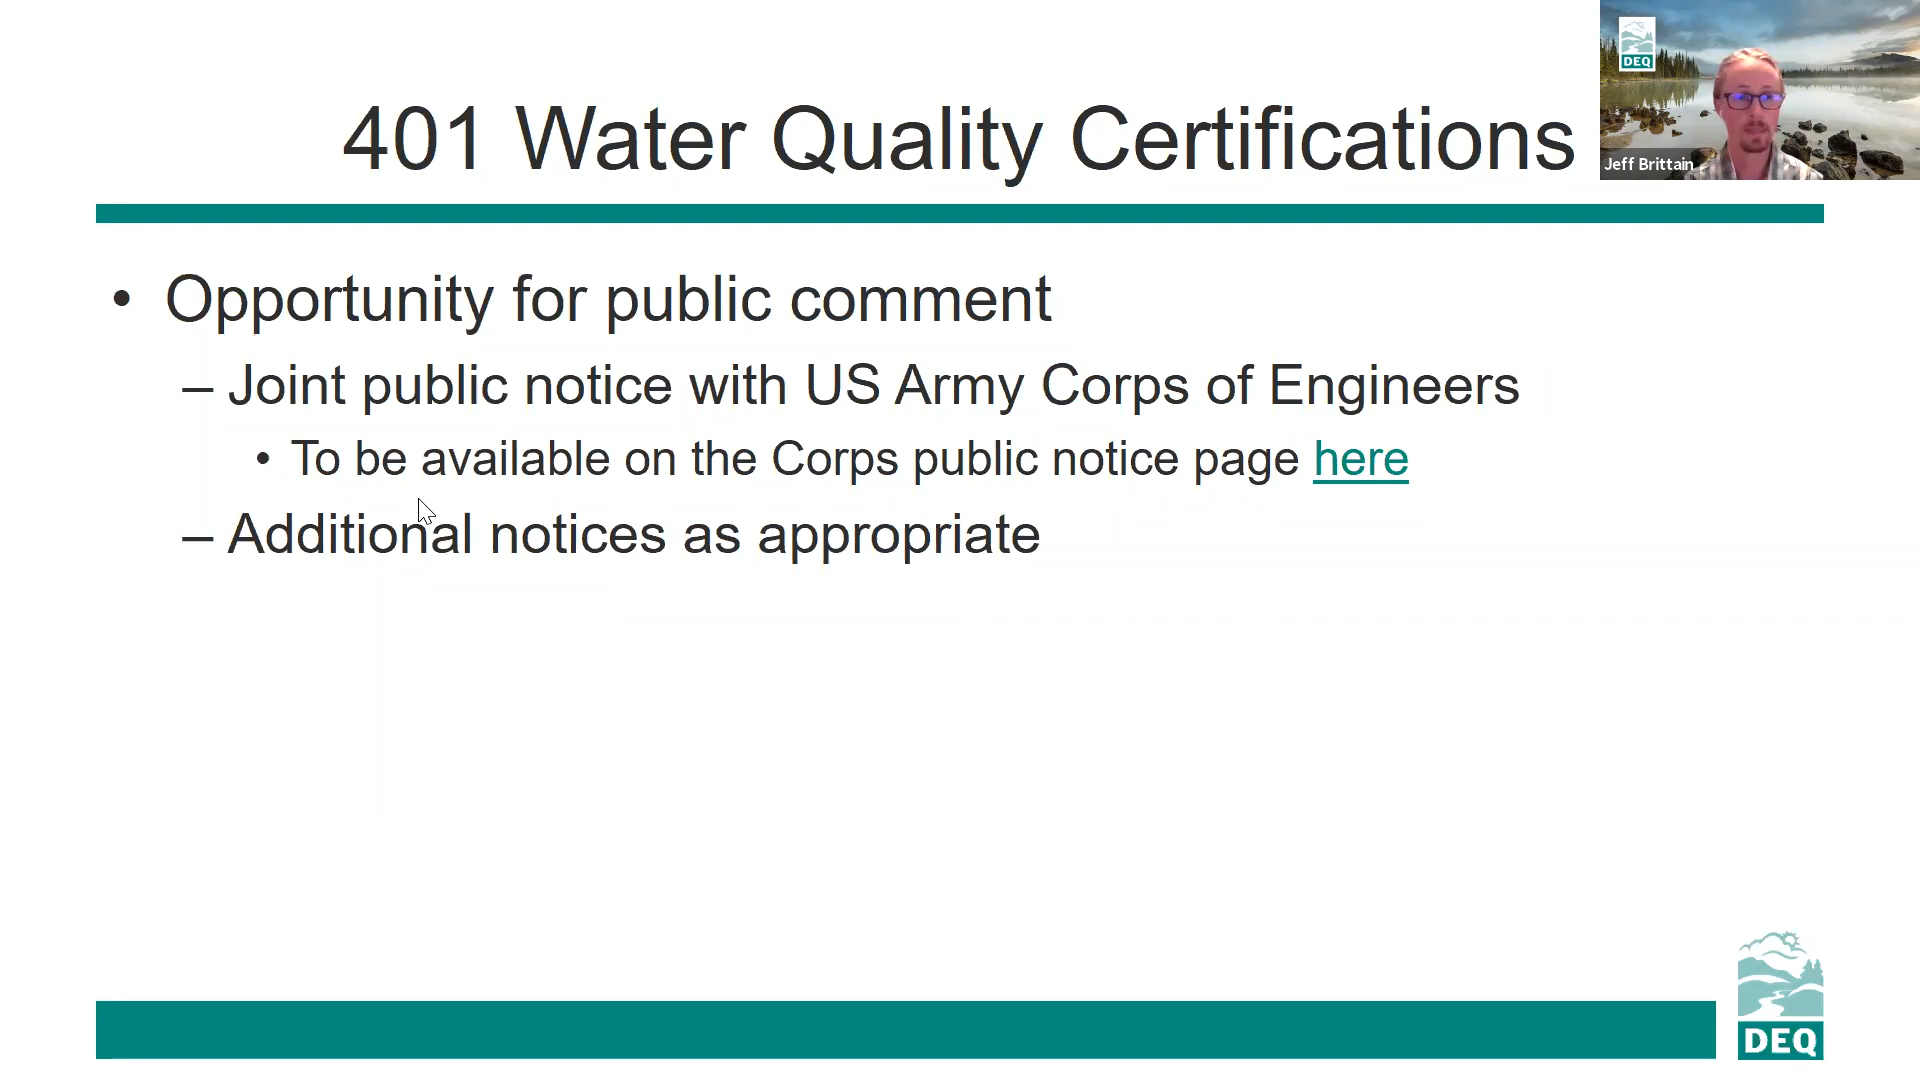 401 Water Quality Certifications
DEQ
Jeff Brittain
• Opportunity for public comment
– Joint public notice with US Army Corps of Engineers
• To be available on the Corps public notice page here
– Additional notices as appropriate
DEQ